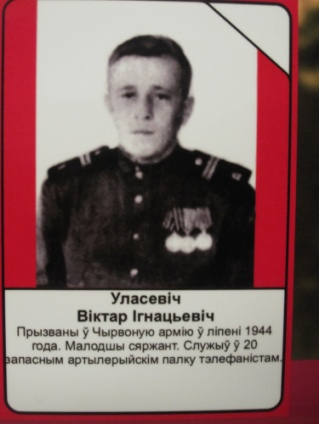 Уласевіч
Віктар Ігнацьевіч
Прызваны ў Чырвоную армію ў ліпені 1944
года. Малодшы сяржант. Служыў ў 20
запасным артылерыйскім палку тэлефаністам.